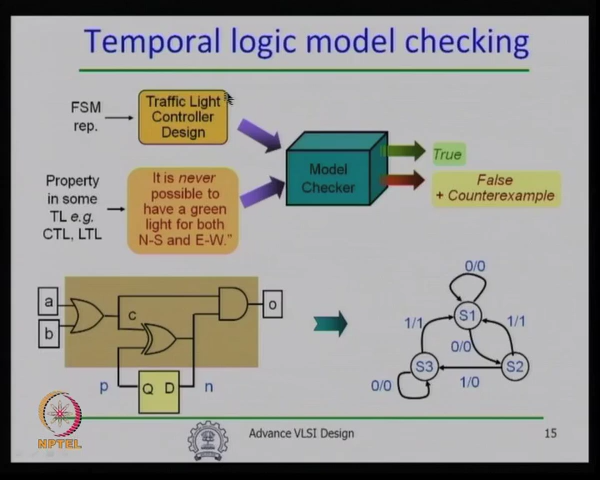 Temporal logic model checking
FSM
rep.
Traffic Light
Controller
Design
Property
in some
TL e.g.
CTL, LTL
It is never
possible to
have a green
light for both
N-S and E-W."
Model
Checker
True
False
+ Counterexample
a
b
c
o
p
Q D
n
0/0
S1
1/1
0/0
1/1
S3
S2
0/0
1/0
NPTEL
Advance VLSI Design
15